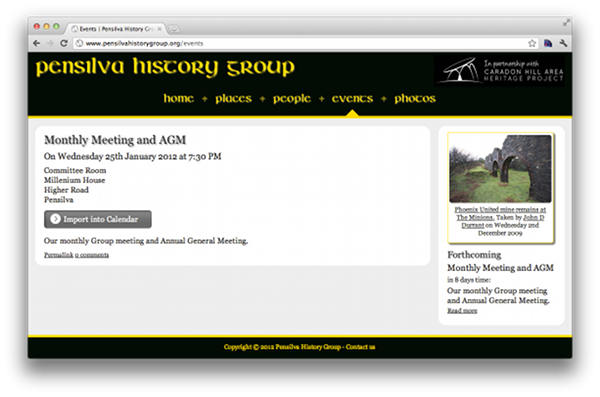 Events | Pensilva History Gro
www.pensilvahistorygroup.org/events
pensilva history group
In partnership with
CARADON HILL AREA
HERITAGE PROJECT
home + places + people + events + photos
Monthly Meeting and AGM
On Wednesday 25th January 2012 at 7:30 PM
Committee Room
Millenium House
Higher Road
Pensilva
Import into Calendar
Our monthly Group meeting and Annual General Meeting.
Permalink 0 comments
Phoenix United mine remains at
The Minions, Taken by John D
Durrant on Wednesday 2nd
December 2009
Forthcoming
Monthly Meeting and AGM
in 8 days time:
Our monthly Group meeting
and Annual General Meeting.
Read more
Copyright © 2012 Pensilva History Group - Contact us